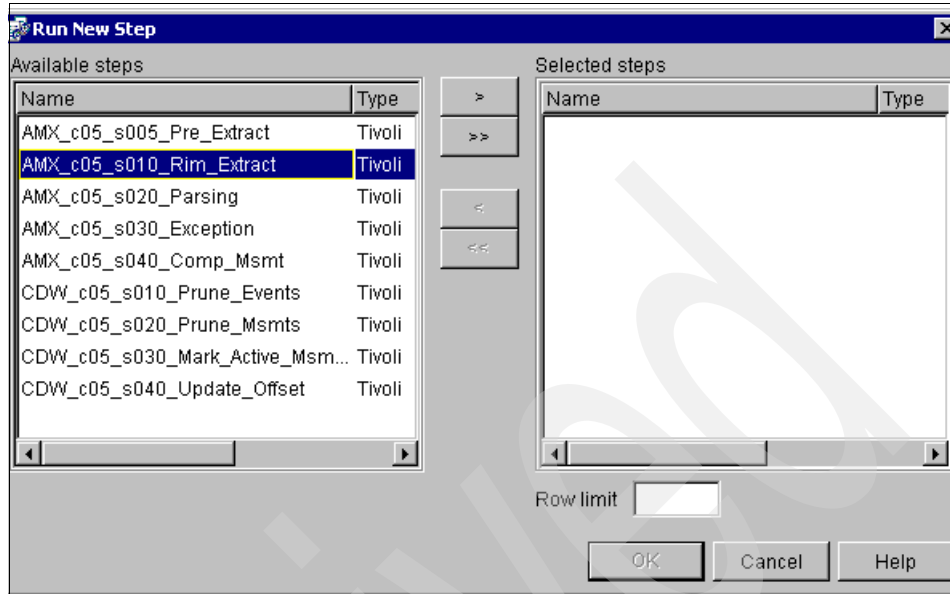 Run New Step
Available steps
Name Type
AMX_c05_s005_Pre_Extract Tivoli
AMX_c05_s010_Rim_Extract Tivoli
AMX_c05_s020_Parsing Tivoli
AMX_c05_s030_Exception Tivoli
AMX_c05_s040_Comp_Msmt Tivoli
CDW_c05_s010_Prune_Events Tivoli
CDW_c05_s020_Prune_Msmts Tivoli
CDW_c05_s030_Mark_Active_Msm... Tivoli
CDW_c05_s040_Update_Offset Tivoli
>
>>
<
<<
Selected steps
Name Type
Row limit
OK Cancel Help